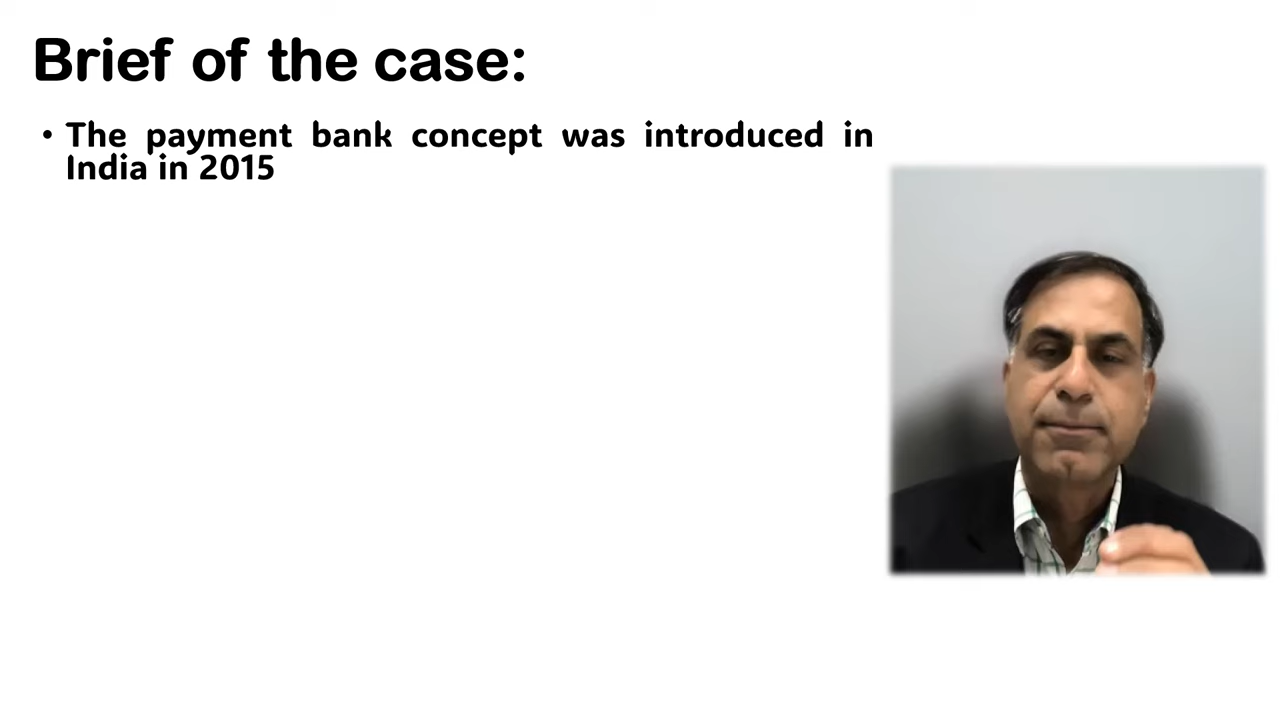 Brief of the case:
• The payment bank concept was introduced in
India in 2015